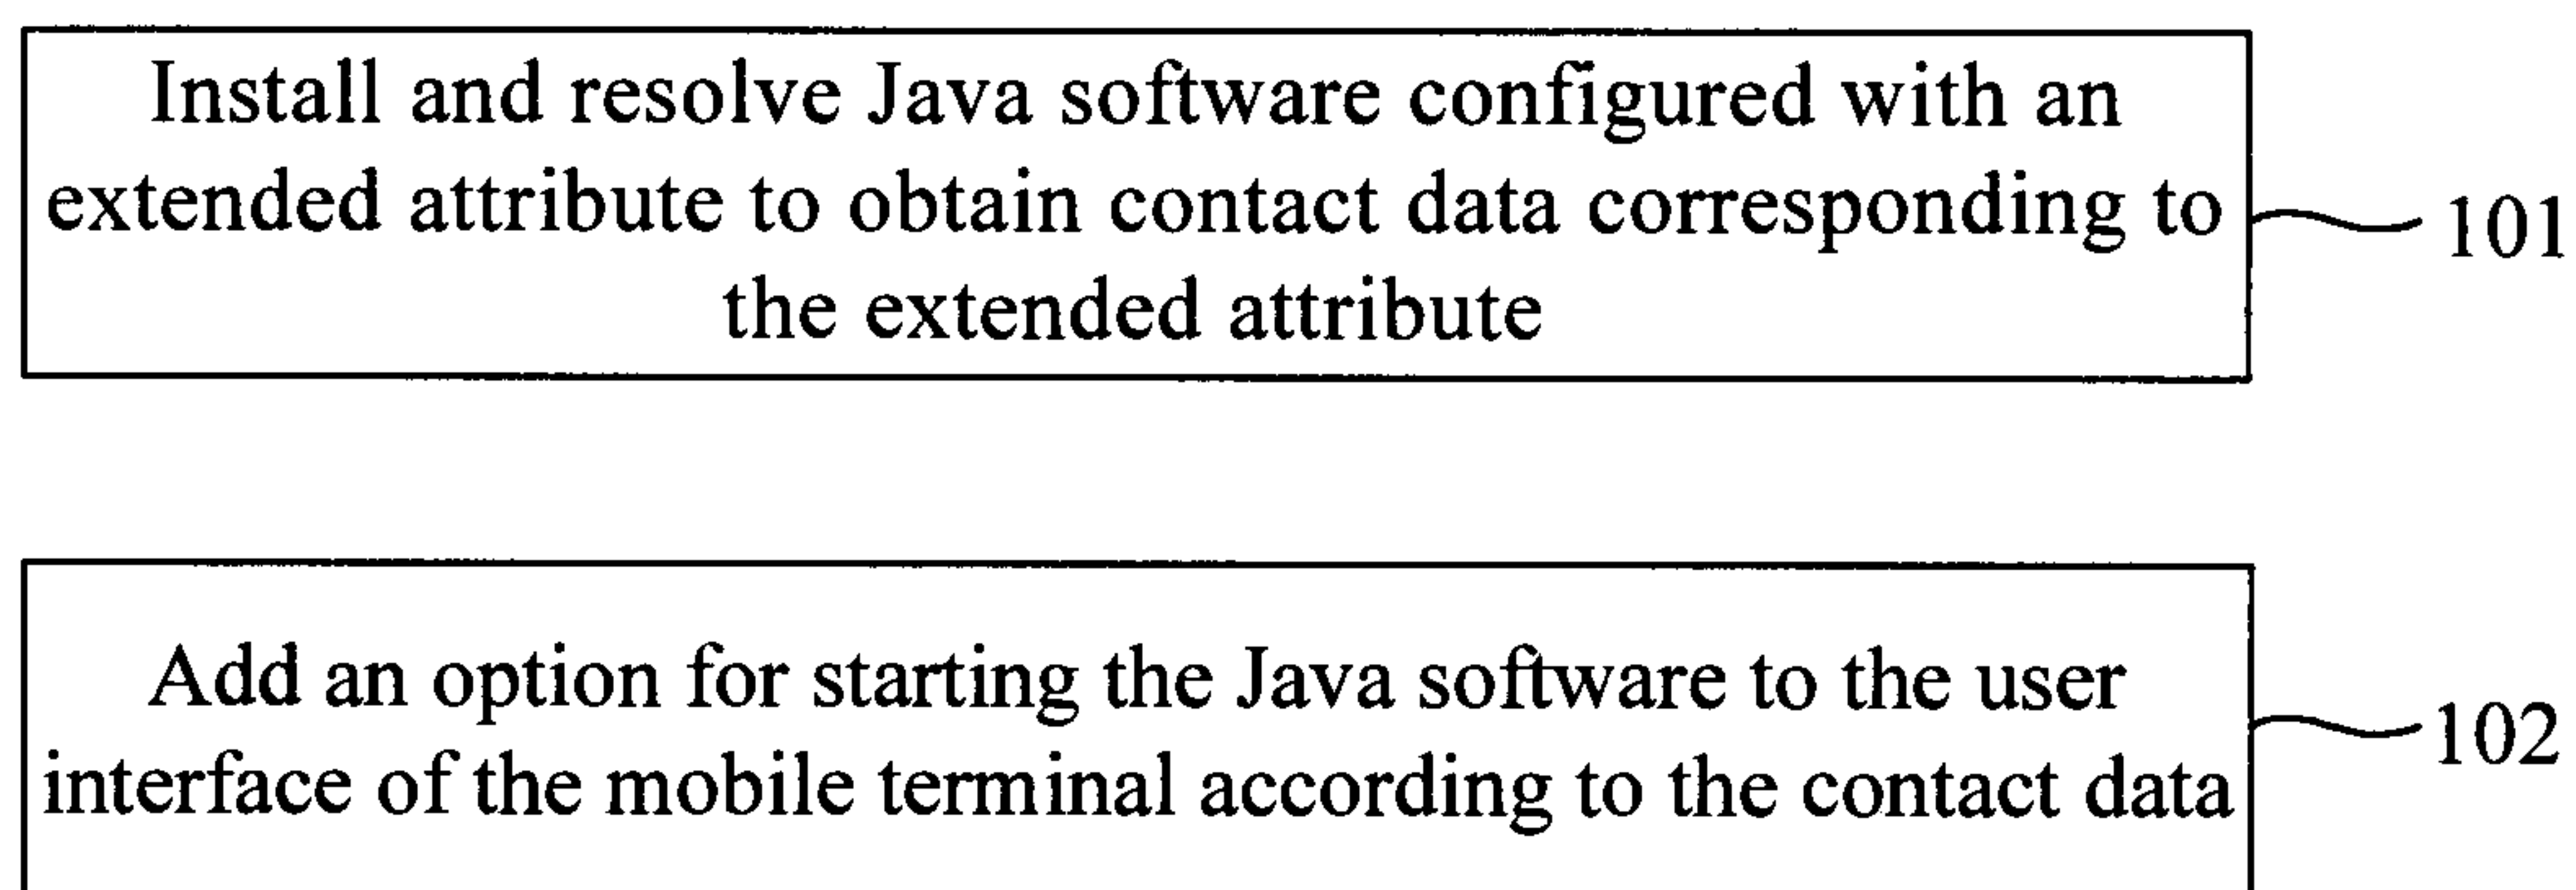 Install and resolve Java software configured with an
extended attribute to obtain contact data corresponding to
the extended attribute
101
Add an option for starting the Java software to the user
interface of the mobile terminal according to the contact data
102